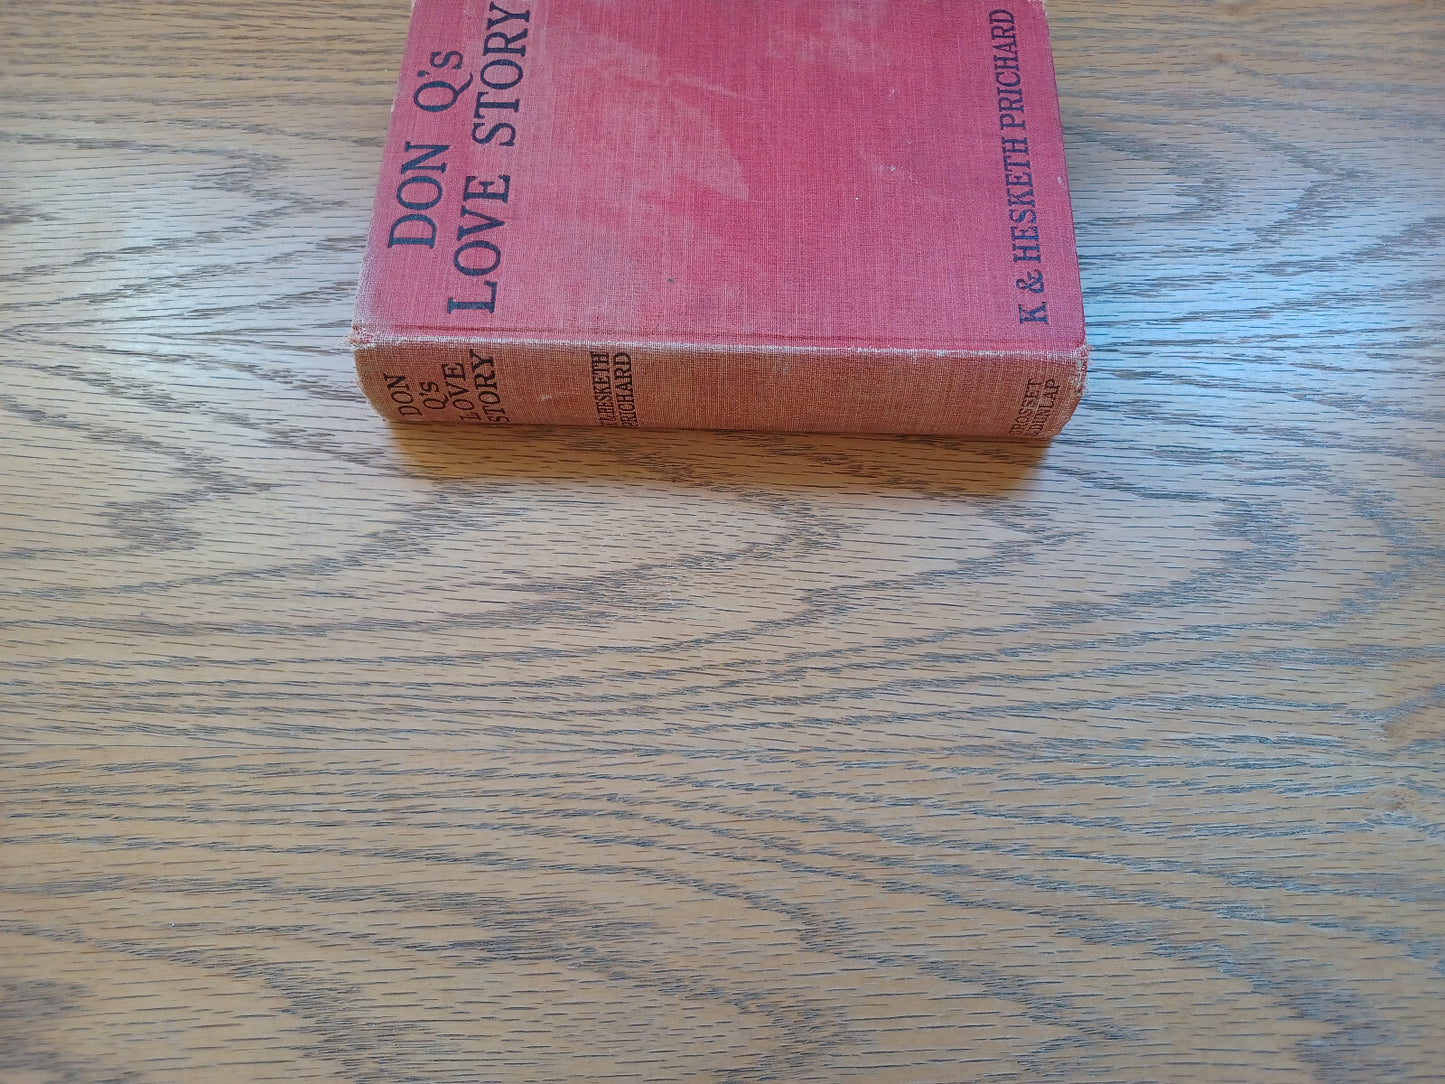 DON Q's
LOVE STORY
K & HESKETH PRICHARD
DON
Q'S
LOVE
STORY
& HESKETH
PRICHARD
GROSSET
& DUNLAP